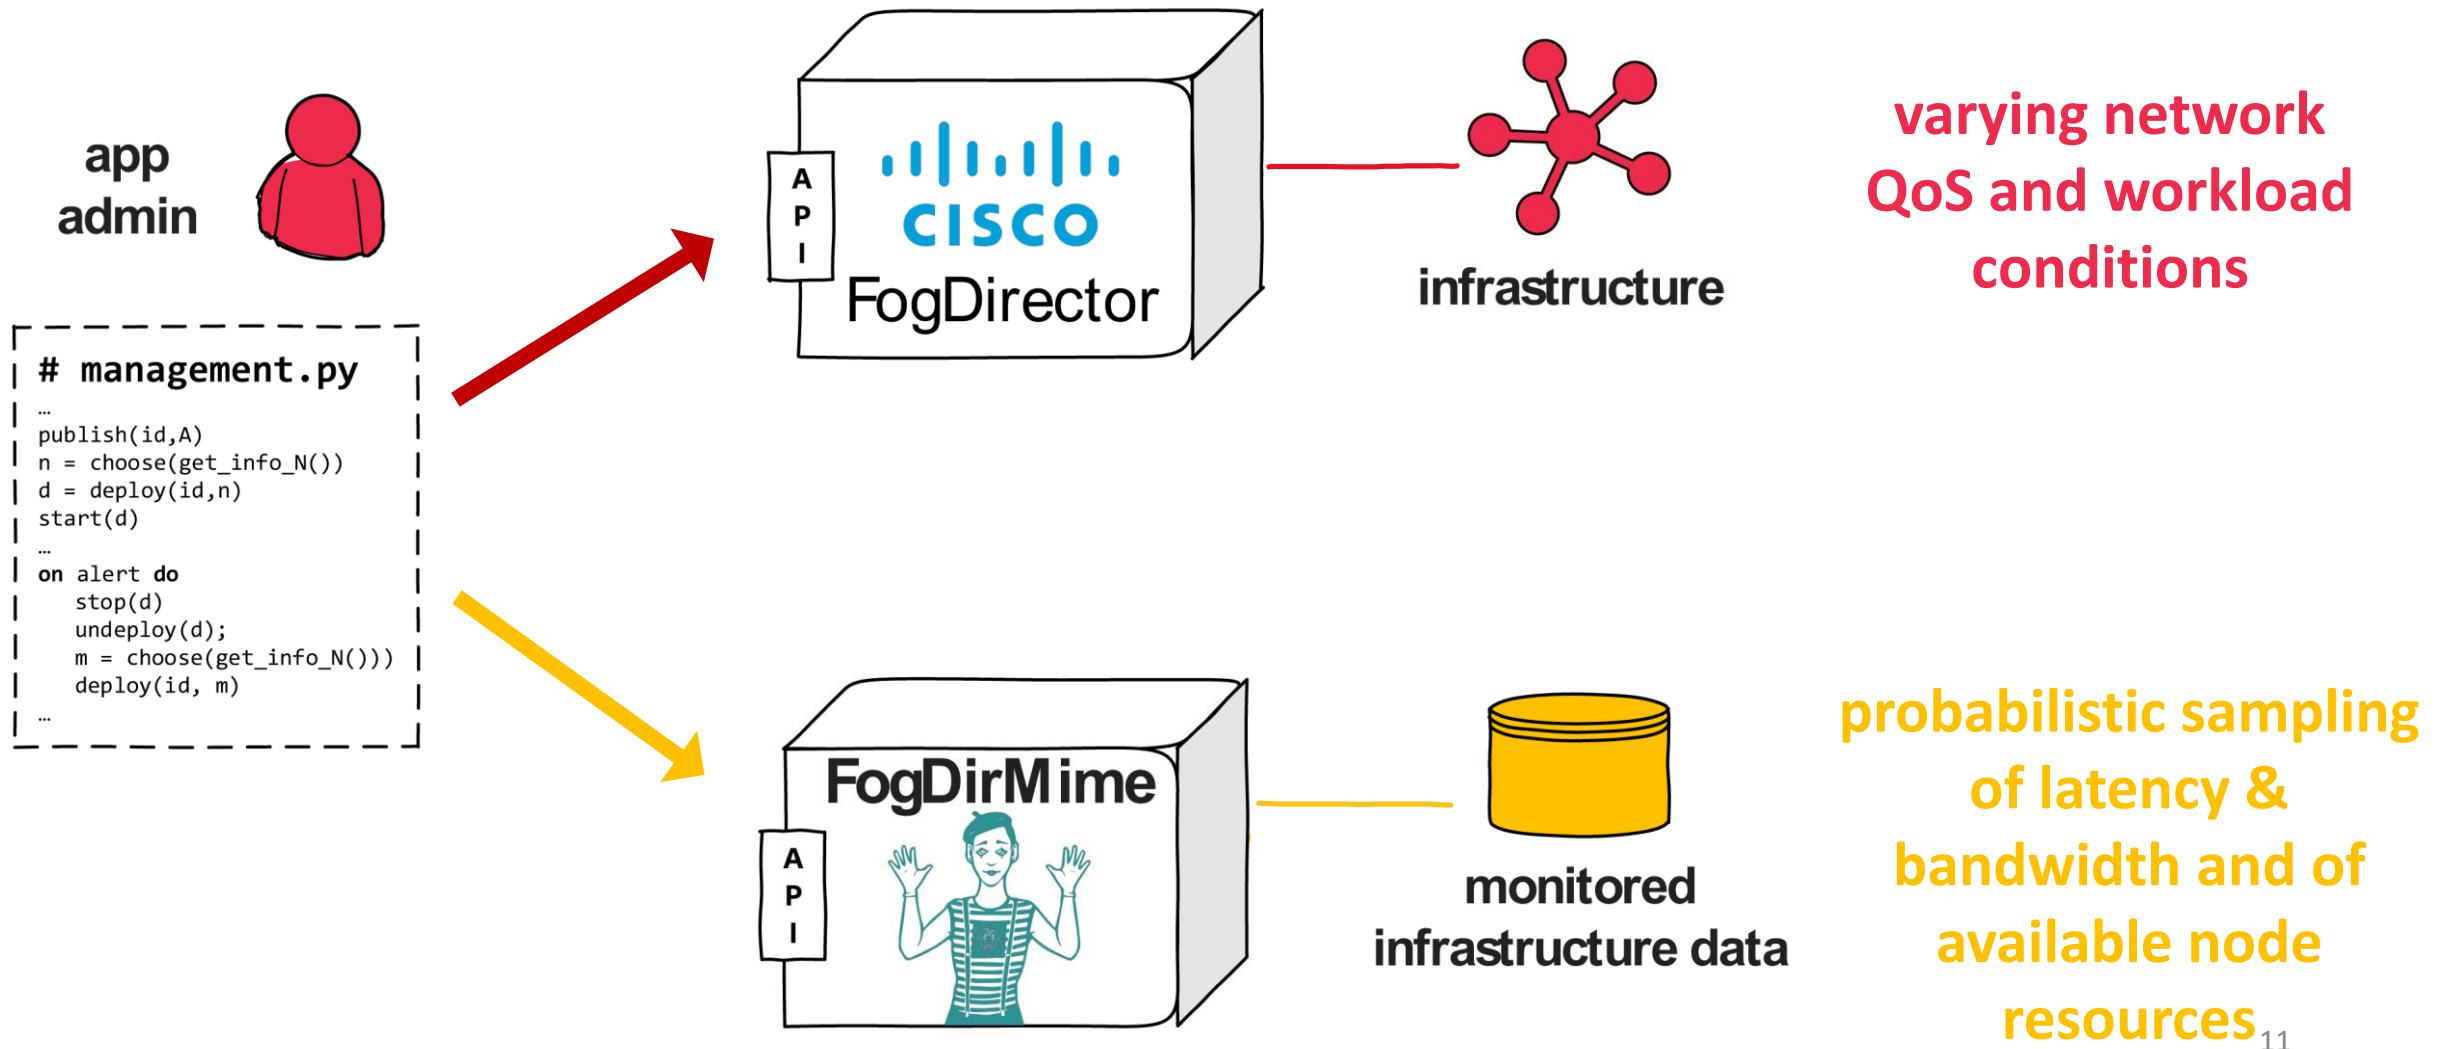 app
admin
# management.py
…
publish(id,A)
n = choose(get_info_N())
d = deploy(id,n)
start(d)
…
on alert do
stop(d)
undeploy(d);
m = choose(get_info_N()))
deploy(id, m)
…
A
P
I
CISCO
FogDirector
infrastructure
varying network
QoS and workload
conditions
FogDirMime
A
P
I
monitored
infrastructure data
probabilistic sampling
of latency &
bandwidth and of
available node
resources
11